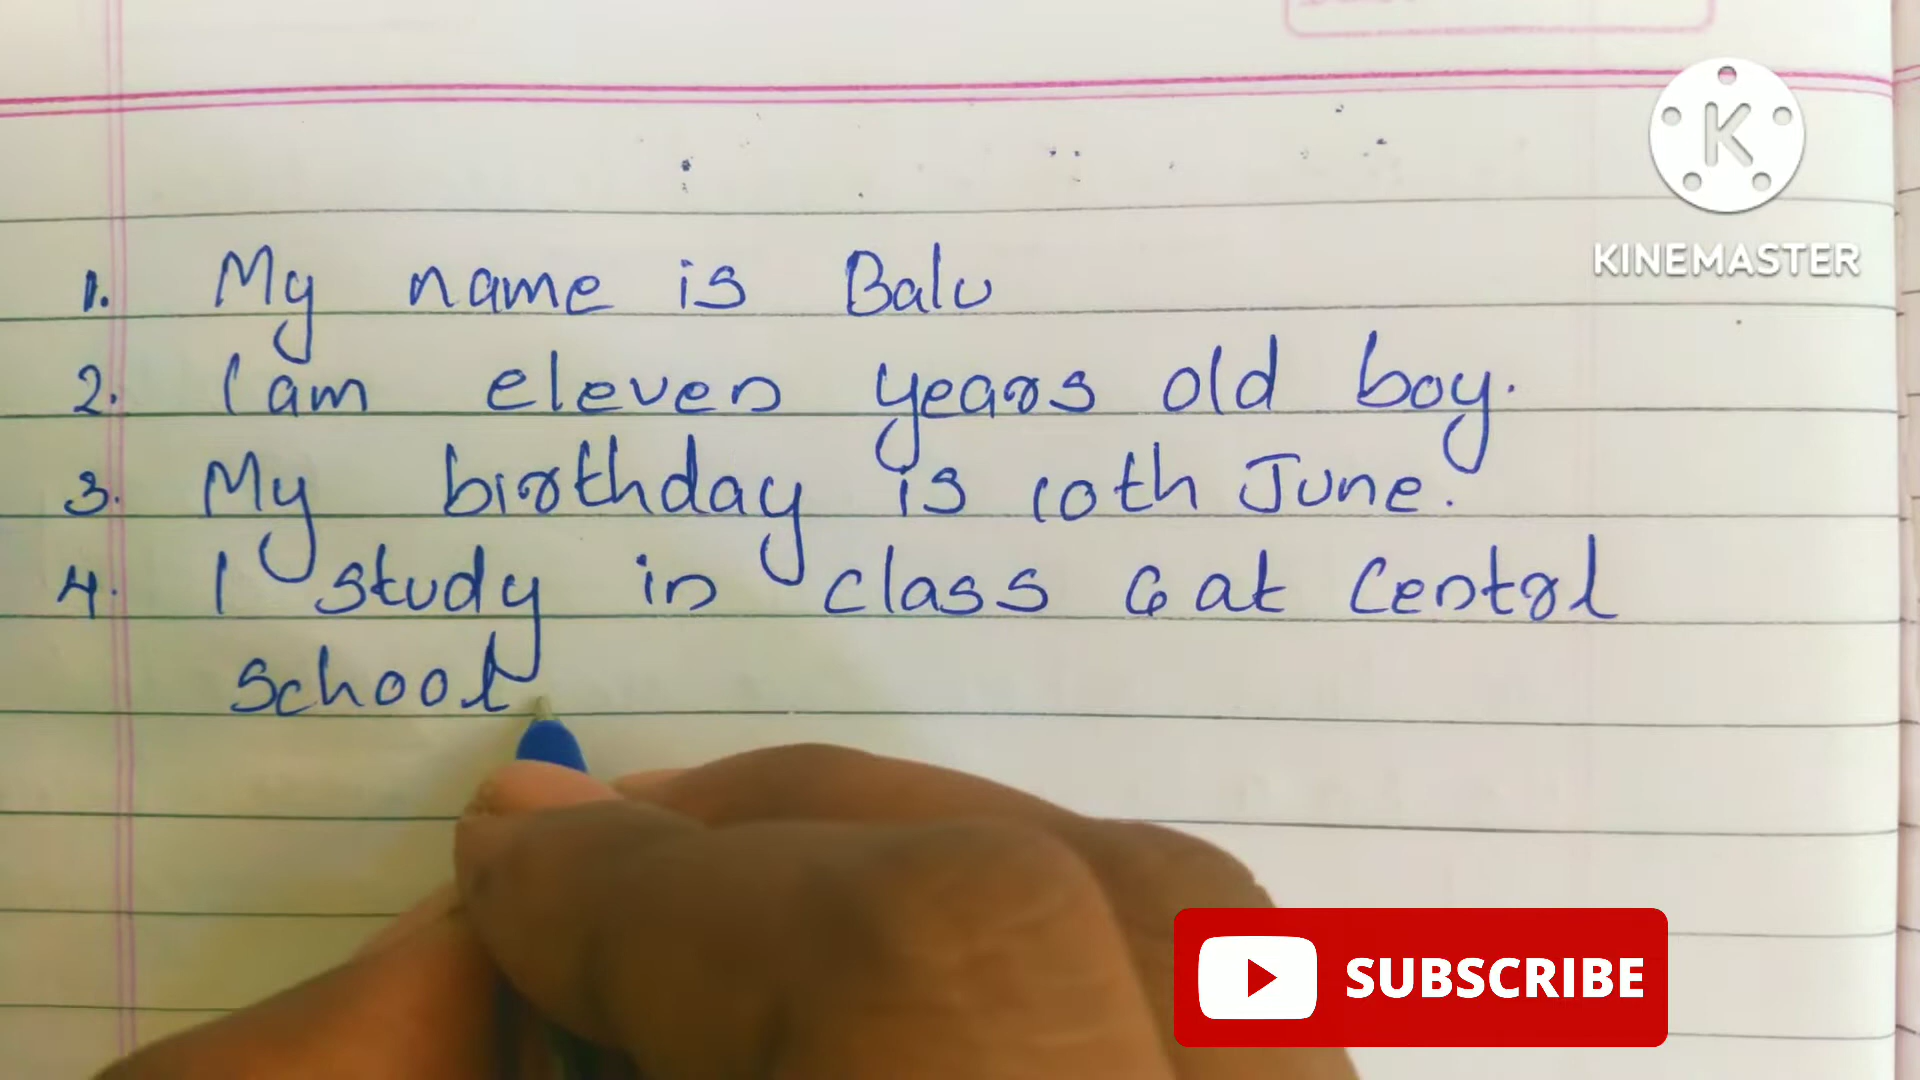 KINEMASTER
1. My name is Balu
2. I am eleven years old boy.
3. My birthday is 10th June.
4. I study in class 6 at Centrl
school
SUBSCRIBE